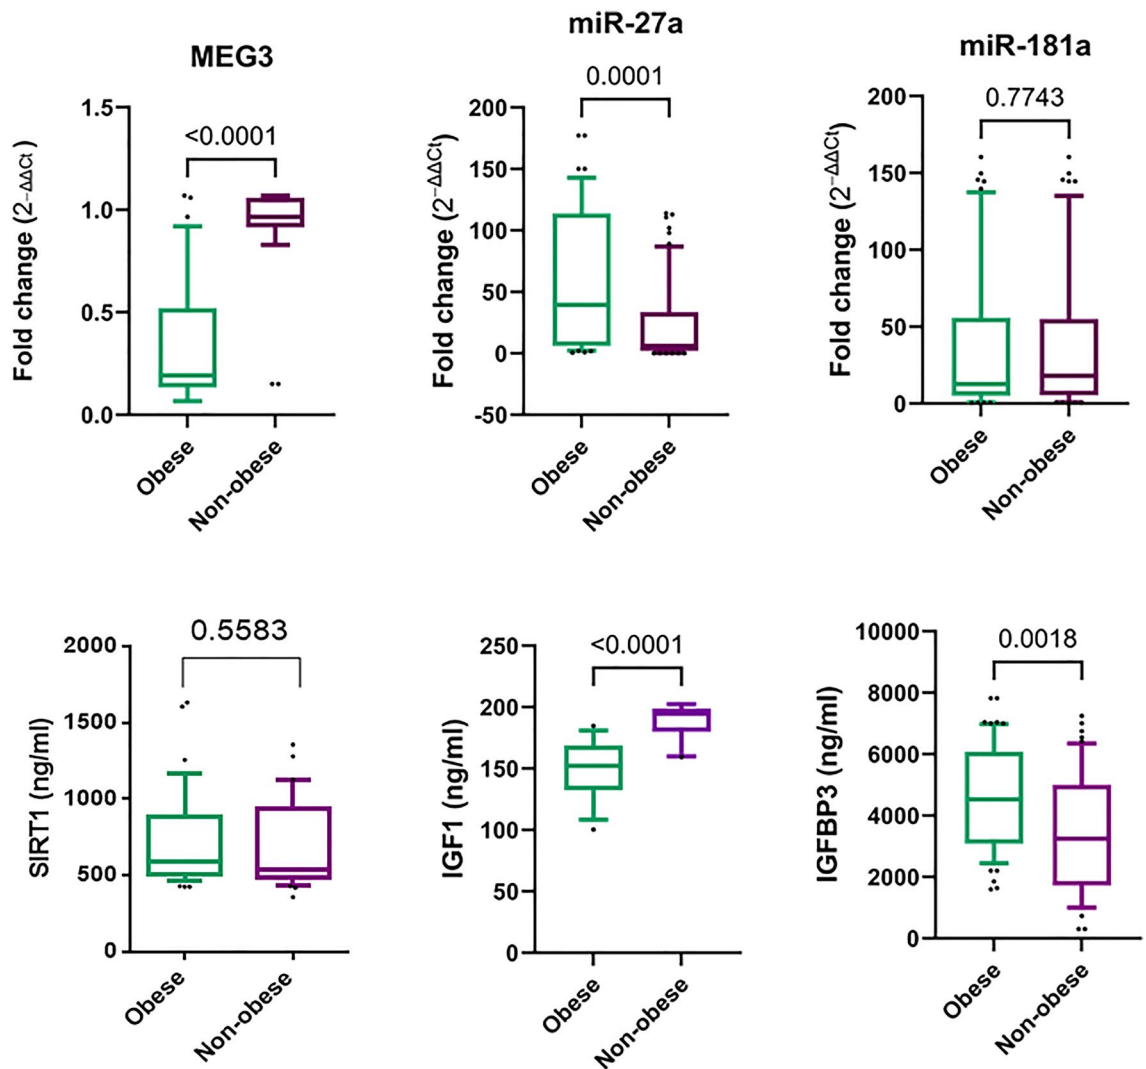 MEG3
<0.0001
Fold change (2−ΔΔCt)
1.5
1.0
0.5
0.0
Obese
Non-obese
miR-27a
0.0001
Fold change (2−ΔΔCt)
200
150
100
50
0
-50
Obese
Non-obese
miR-181a
0.7743
Fold change (2−ΔΔCt)
200
150
100
50
0
Obese
Non-obese
0.5583
SIRT1 (ng/ml)
2000
1500
1000
500
0
Obese
Non-obese
<0.0001
IGF1 (ng/ml)
250
200
150
100
50
0
Obese
Non-obese
0.0018
IGFBP3 (ng/ml)
10000
8000
6000
4000
2000
0
Obese
Non-obese